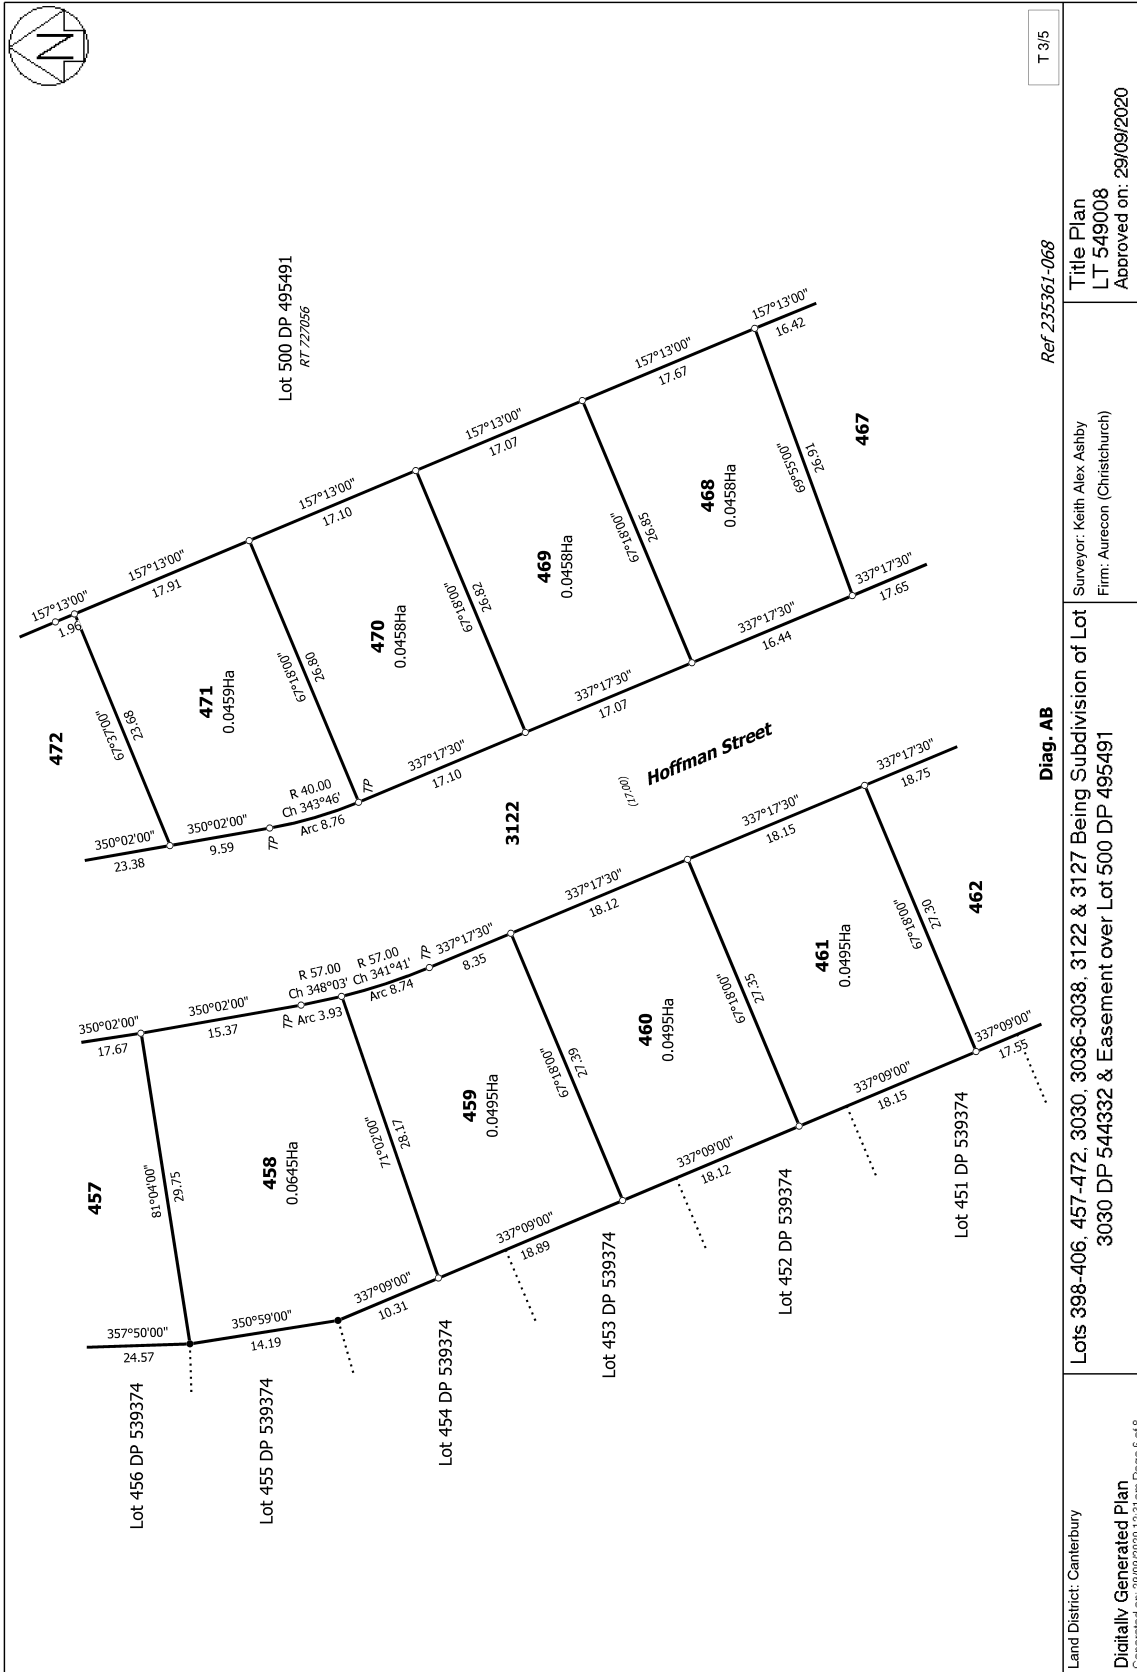 N
T 3/5
Lot 500 DP 495491
RT 727056
472
157°13'00"
1.96
157°13'00"
17.91
67°37'00"
23.68
471
0.0459Ha
350°02'00"
23.38
350°02'00"
9.59
TP
R 40.00
Ch 343°46'
Arc 8.76
TP
67°18'00"
26.80
157°13'00"
17.10
470
0.0458Ha
337°17'30"
17.10
67°18'00"
26.82
157°13'00"
17.07
469
0.0458Ha
337°17'30"
17.07
67°18'00"
26.85
157°13'00"
17.67
468
0.0458Ha
337°17'30"
16.44
69°55'00"
26.91
157°13'00"
16.42
467
337°17'30"
17.65
3122
(17.00)
Hoffman Street
457
350°02'00"
17.67
350°02'00"
15.37
TP
R 57.00
Ch 348°03'
Arc 3.93
R 57.00
Ch 341°41'
Arc 8.74
TP
337°17'30"
8.35
337°17'30"
18.12
337°17'30"
18.15
337°17'30"
18.75
81°04'00"
29.75
458
0.0645Ha
71°02'00"
28.17
459
0.0495Ha
67°18'00"
27.39
460
0.0495Ha
67°18'00"
27.35
461
0.0495Ha
67°18'00"
27.30
462
357°50'00"
24.57
350°59'00"
14.19
337°09'00"
10.31
337°09'00"
18.89
337°09'00"
18.12
337°09'00"
18.15
337°09'00"
17.55
Lot 456 DP 539374
Lot 455 DP 539374
Lot 454 DP 539374
Lot 453 DP 539374
Lot 452 DP 539374
Lot 451 DP 539374
Diag. AB
Ref 235361-068
Land District: Canterbury
Digitally Generated Plan
Generated on: 29/09/2020 12:31pm Page 6 of 8
Lots 398-406, 457-472, 3030, 3036-3038, 3122 & 3127 Being Subdivision of Lot
3030 DP 544332 & Easement over Lot 500 DP 495491
Surveyor: Keith Alex Ashby
Firm: Aurecon (Christchurch)
Title Plan
LT 549008
Approved on: 29/09/2020